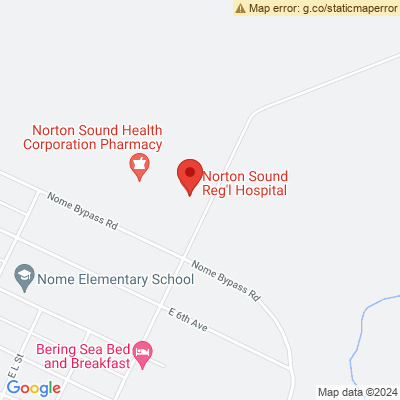 Map error: g.co/staticmaperror
Norton Sound Health
Corporation Pharmacy
Norton Sound
Reg'l Hospital
Nome Bypass Rd
Nome Bypass Rd
Nome Elementary School
E 6th Ave
Bering Sea Bed
and Breakfast
E L St
Google
Map data ©2024